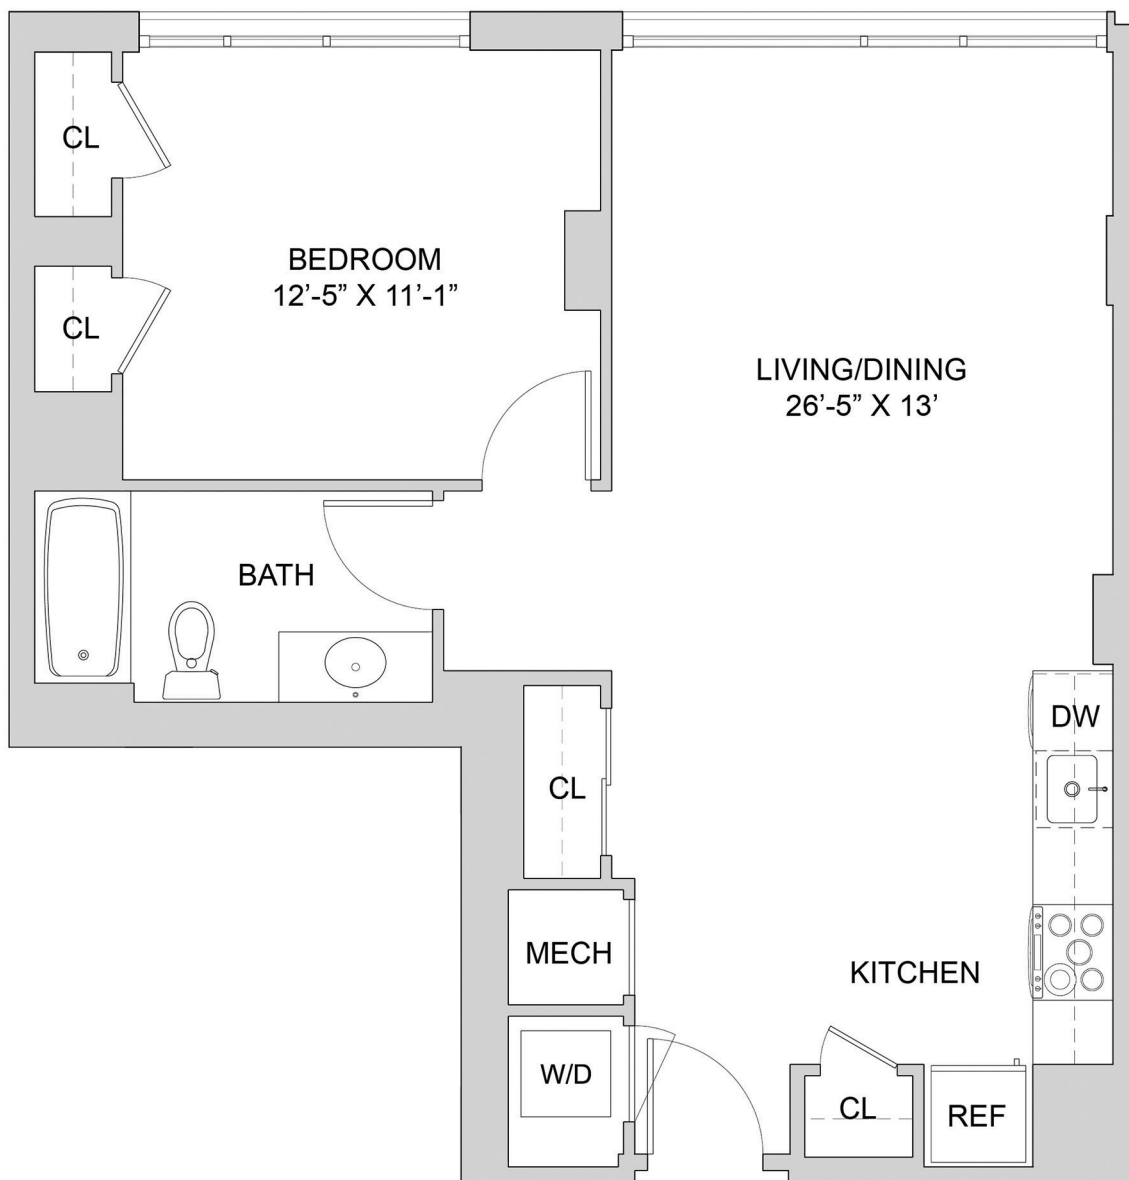 CL
BEDROOM
12’-5” X 11’-1”
CL
LIVING/DINING
26’-5” X 13’
BATH
DW
CL
MECH
KITCHEN
W/D
CL
REF